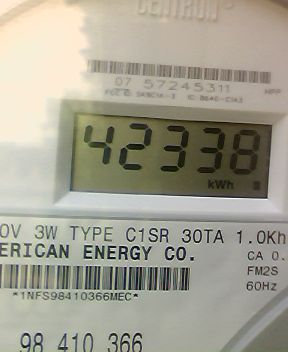 CENTRON
07 57245311
HPP
42338
kWh
0V 3W TYPE C1SR 30TA 1.0Kh
ERICAN ENERGY CO.
CA 0.
FM2S
60Hz
*1NFS98410366MEC*
98 410 366